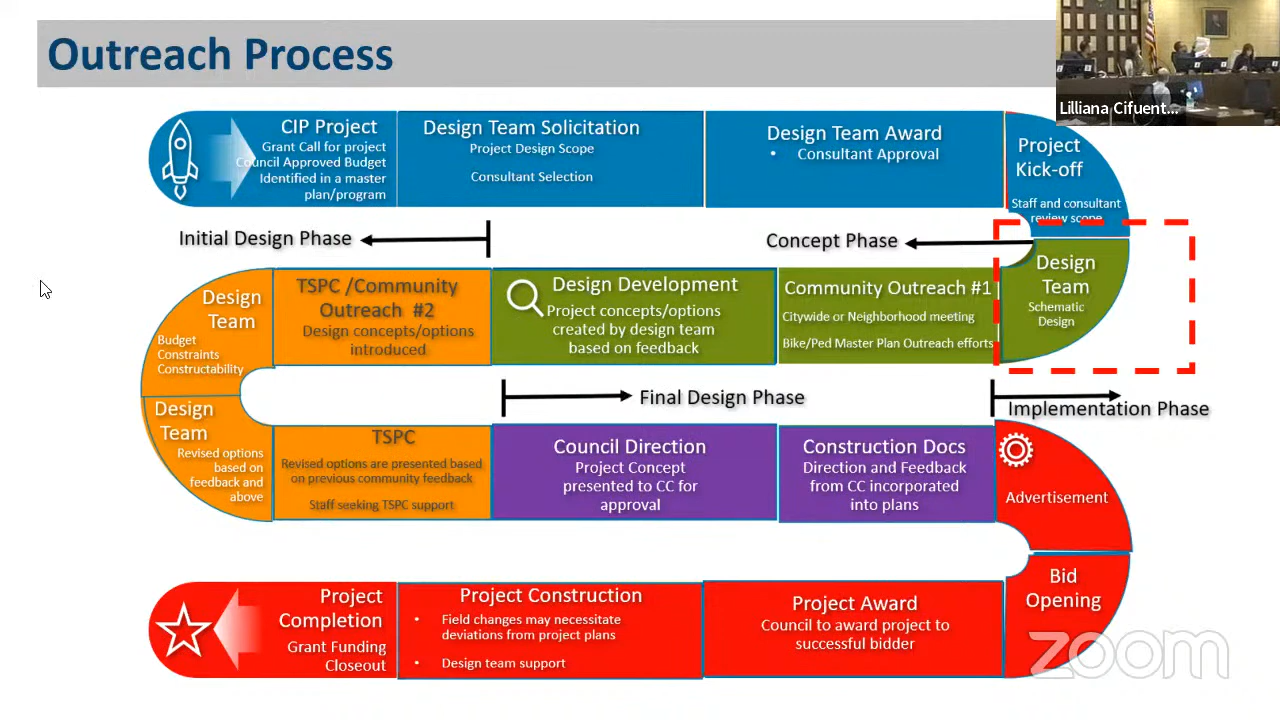 Outreach Process
Lilliana Cifuent...
CIP Project
Grant Call for project
Council Approved Budget
Identified in a master
plan/program
Design Team Solicitation
Project Design Scope
Consultant Selection
Design Team Award
• Consultant Approval
Project
Kick-off
Staff and consultant
review scope
Initial Design Phase
Concept Phase
Design
Team
Schematic
Design
Community Outreach #1
Citywide or Neighborhood meeting
Bike/Ped Master Plan Outreach efforts
Design Development
Project concepts/options
created by design team
based on feedback
TSPC /Community
Outreach #2
Design concepts/options
introduced
Design
Team
Budget
Constraints
Constructability
Design
Team
Revised options
based on
feedback and
above
TSPC
Revised options are presented based
on previous community feedback
Staff seeking TSPC support
Final Design Phase
Council Direction
Project Concept
presented to CC for
approval
Construction Docs
Direction and Feedback
from CC incorporated
into plans
Implementation Phase
Advertisement
Bid
Opening
Project Award
Council to award project to
successful bidder
Project Construction
• Field changes may necessitate
deviations from project plans
• Design team support
Project
Completion
Grant Funding
Closeout
zoom